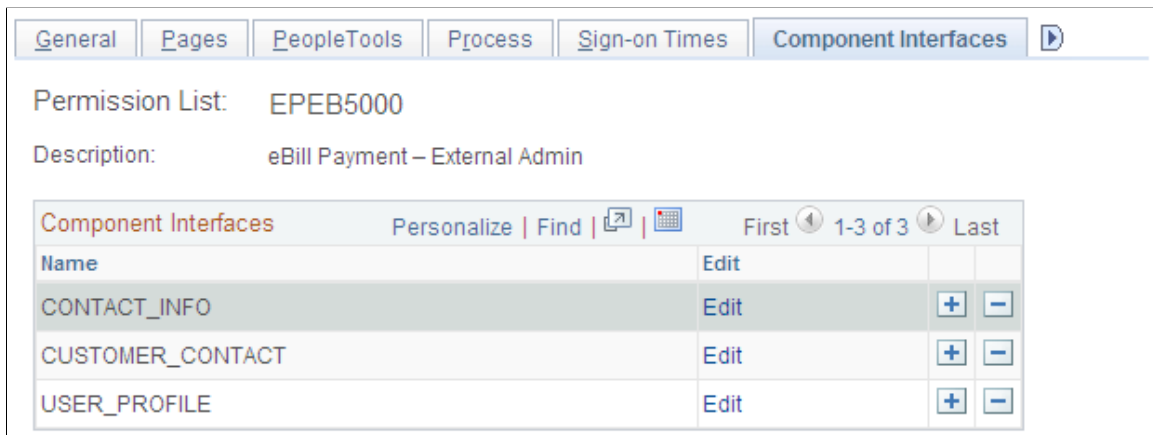 General Pages PeopleTools Process Sign-on Times Component Interfaces
Permission List: EPEB5000
Description: eBill Payment – External Admin
Component Interfaces Personalize | Find | | First 1-3 of 3 Last
Name Edit
CONTACT_INFO Edit
CUSTOMER_CONTACT Edit
USER_PROFILE Edit